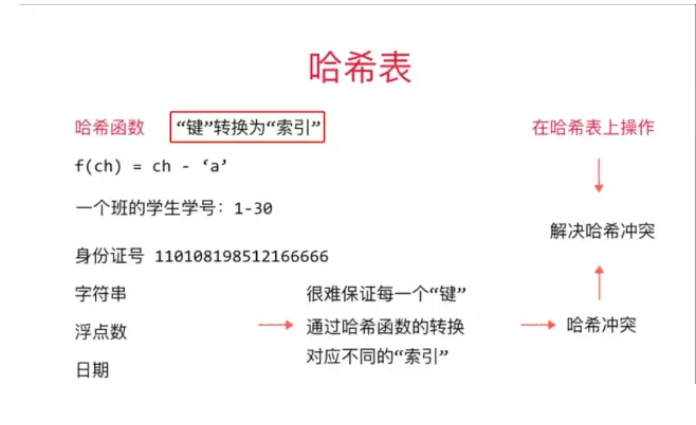 哈希表
哈希函数 “键”转换为“索引” 在哈希表上操作
f(ch) = ch - ‘a’
一个班的学生学号：1-30
解决哈希冲突
身份证号 110108198512166666
字符串
浮点数
日期
很难保证每一个“键”
通过哈希函数的转换
对应不同的“索引”
哈希冲突